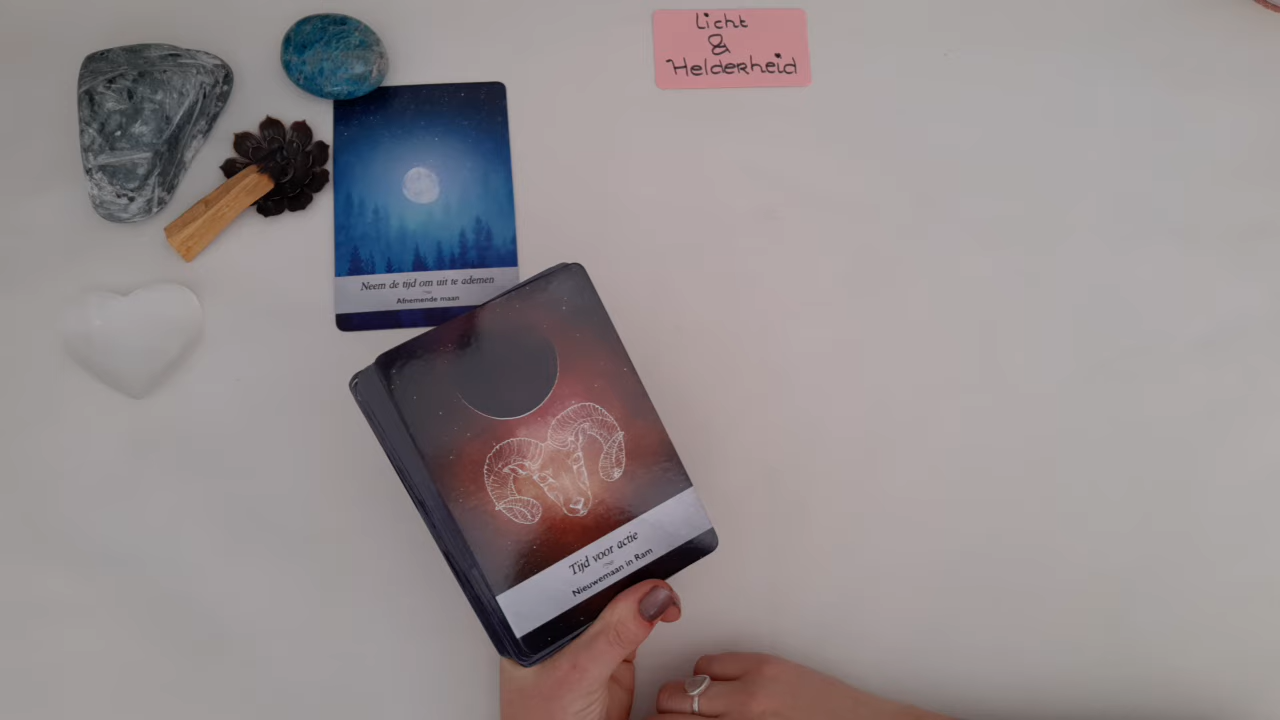 Licht
&
Helderheid
Neem de tijd om uit te ademen
Afnemende maan
Tijd voor actie
Nieuwemaan in Ram